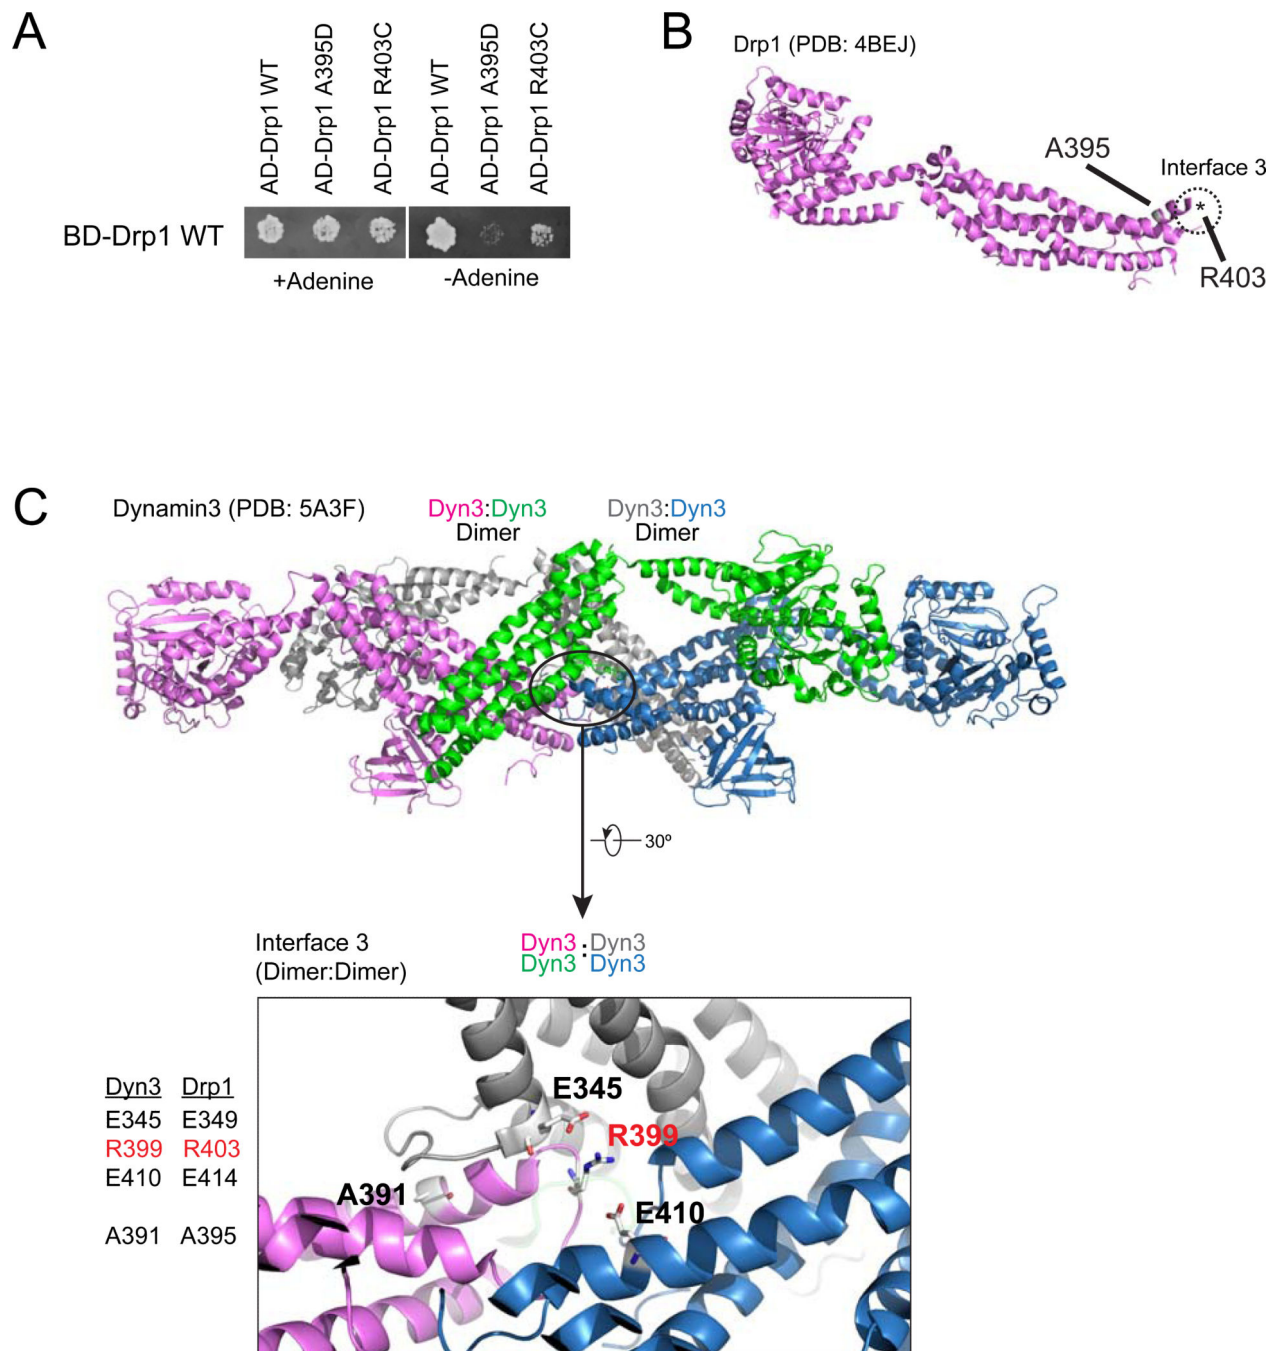 A
AD-Drp1 WT
AD-Drp1 A395D
AD-Drp1 R403C
AD-Drp1 WT
AD-Drp1 A395D
AD-Drp1 R403C
BD-Drp1 WT
+Adenine
-Adenine
B
Drp1 (PDB: 4BEJ)
A395
Interface 3
*
R403
C
Dynamin3 (PDB: 5A3F)
Dyn3:Dyn3
Dimer
Dyn3:Dyn3
Dimer
30º
Interface 3
(Dimer:Dimer)
Dyn3 : Dyn3
Dyn3 Dyn3
Dyn3 Drp1
E345 E349
R399 R403
E410 E414
A391 A395
E345
R399
A391
E410